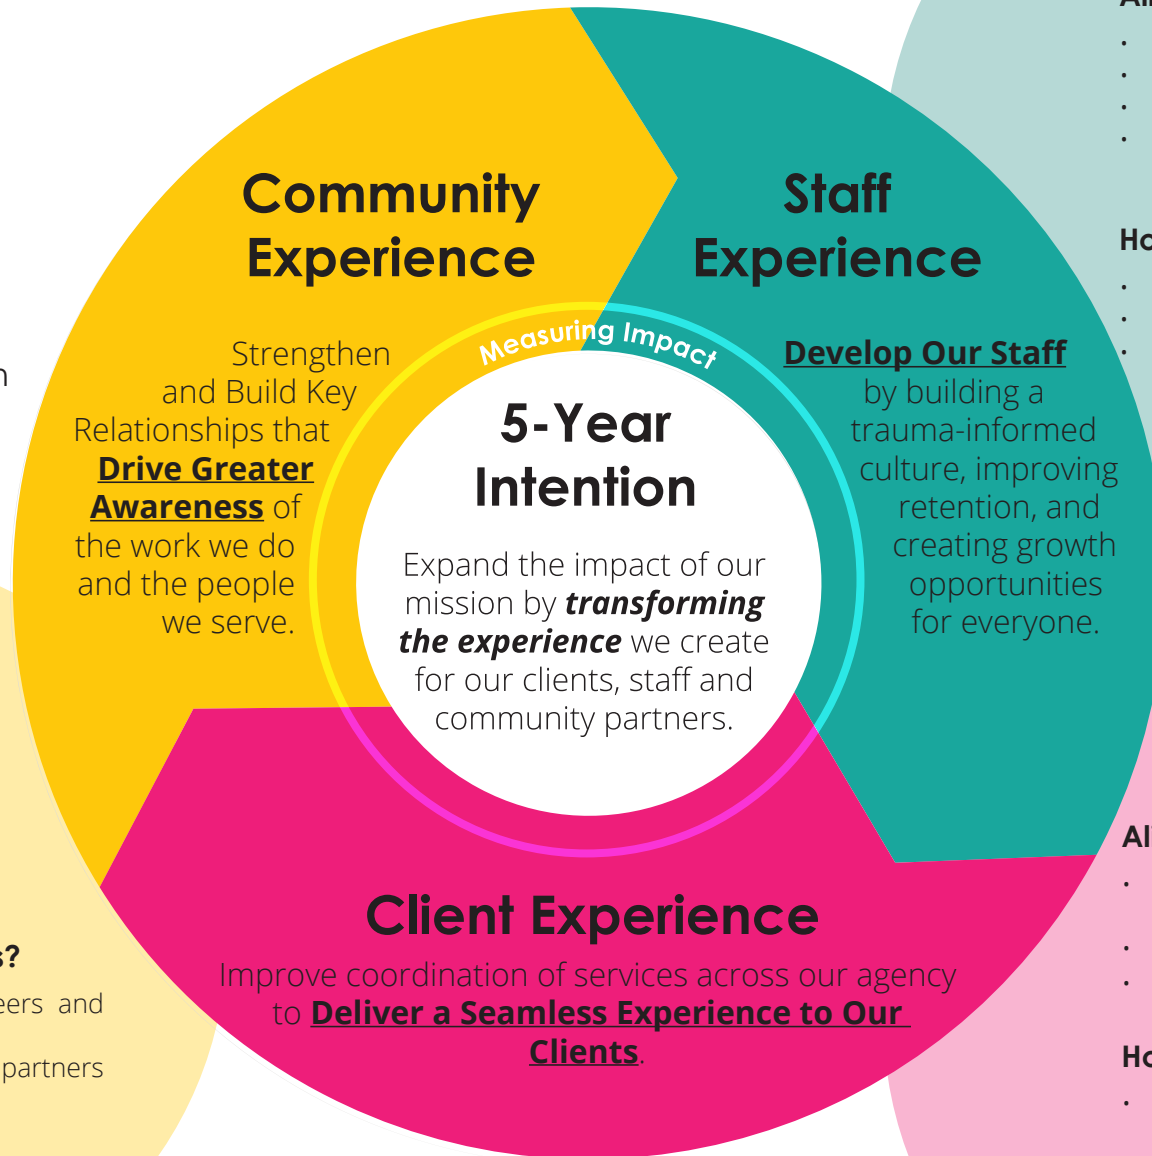 Community
Experience
Strengthen
and Build Key
Relationships that
Drive Greater
Awareness of
the work we do
and the people
we serve.
Staff
Experience
Develop Our Staff
by building a
trauma-informed
culture, improving
retention, and
creating growth
opportunities
for everyone.
Measuring Impact
5-Year
Intention
Expand the impact of our
mission by transforming
the experience we create
for our clients, staff and
community partners.
Client Experience
Improve coordination of services across our agency
to Deliver a Seamless Experience to Our
Clients.
and
partners